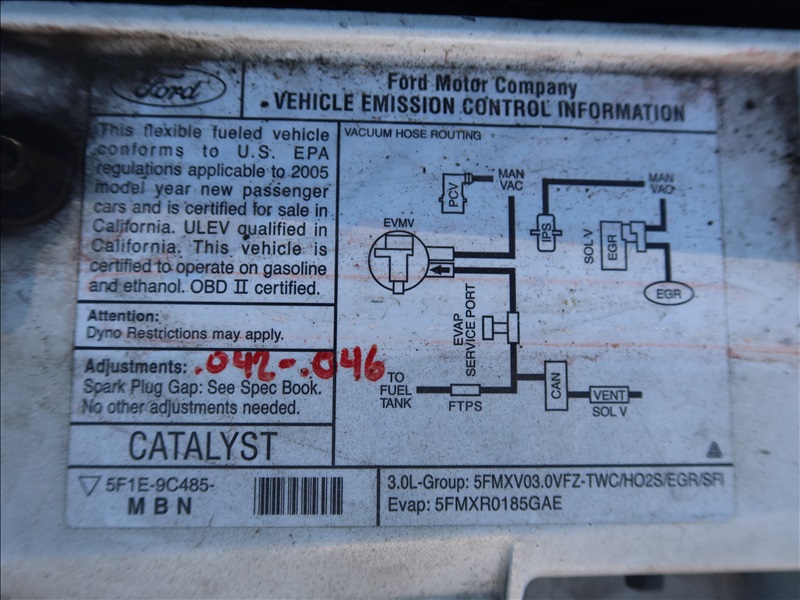 Ford
Ford Motor Company
VEHICLE EMISSION CONTROL INFORMATION
This flexible fueled vehicle
conforms to U.S. EPA
regulations applicable to 2005
model year new passenger
cars and is certified for sale in
California. ULEV qualified in
California. This vehicle is
certified to operate on gasoline
and ethanol. OBD II certified.
Attention:
Dyno Restrictions may apply.
Adjustments: .042-.046
Spark Plug Gap: See Spec Book.
No other adjustments needed.
CATALYST
5F1E-9C485-
MBN
VACUUM HOSE ROUTING
PCV
MAN
VAC
EVMV
IPS
MAN
VAC
SOL V
EGR
EGR
EVAP
SERVICE PORT
TO
FUEL
TANK
FTPS
CAN
VENT
SOL V
3.0L-Group: 5FMXV03.0VFZ-TWC/HO2S/EGR/SFI
Evap: 5FMXR0185GAE